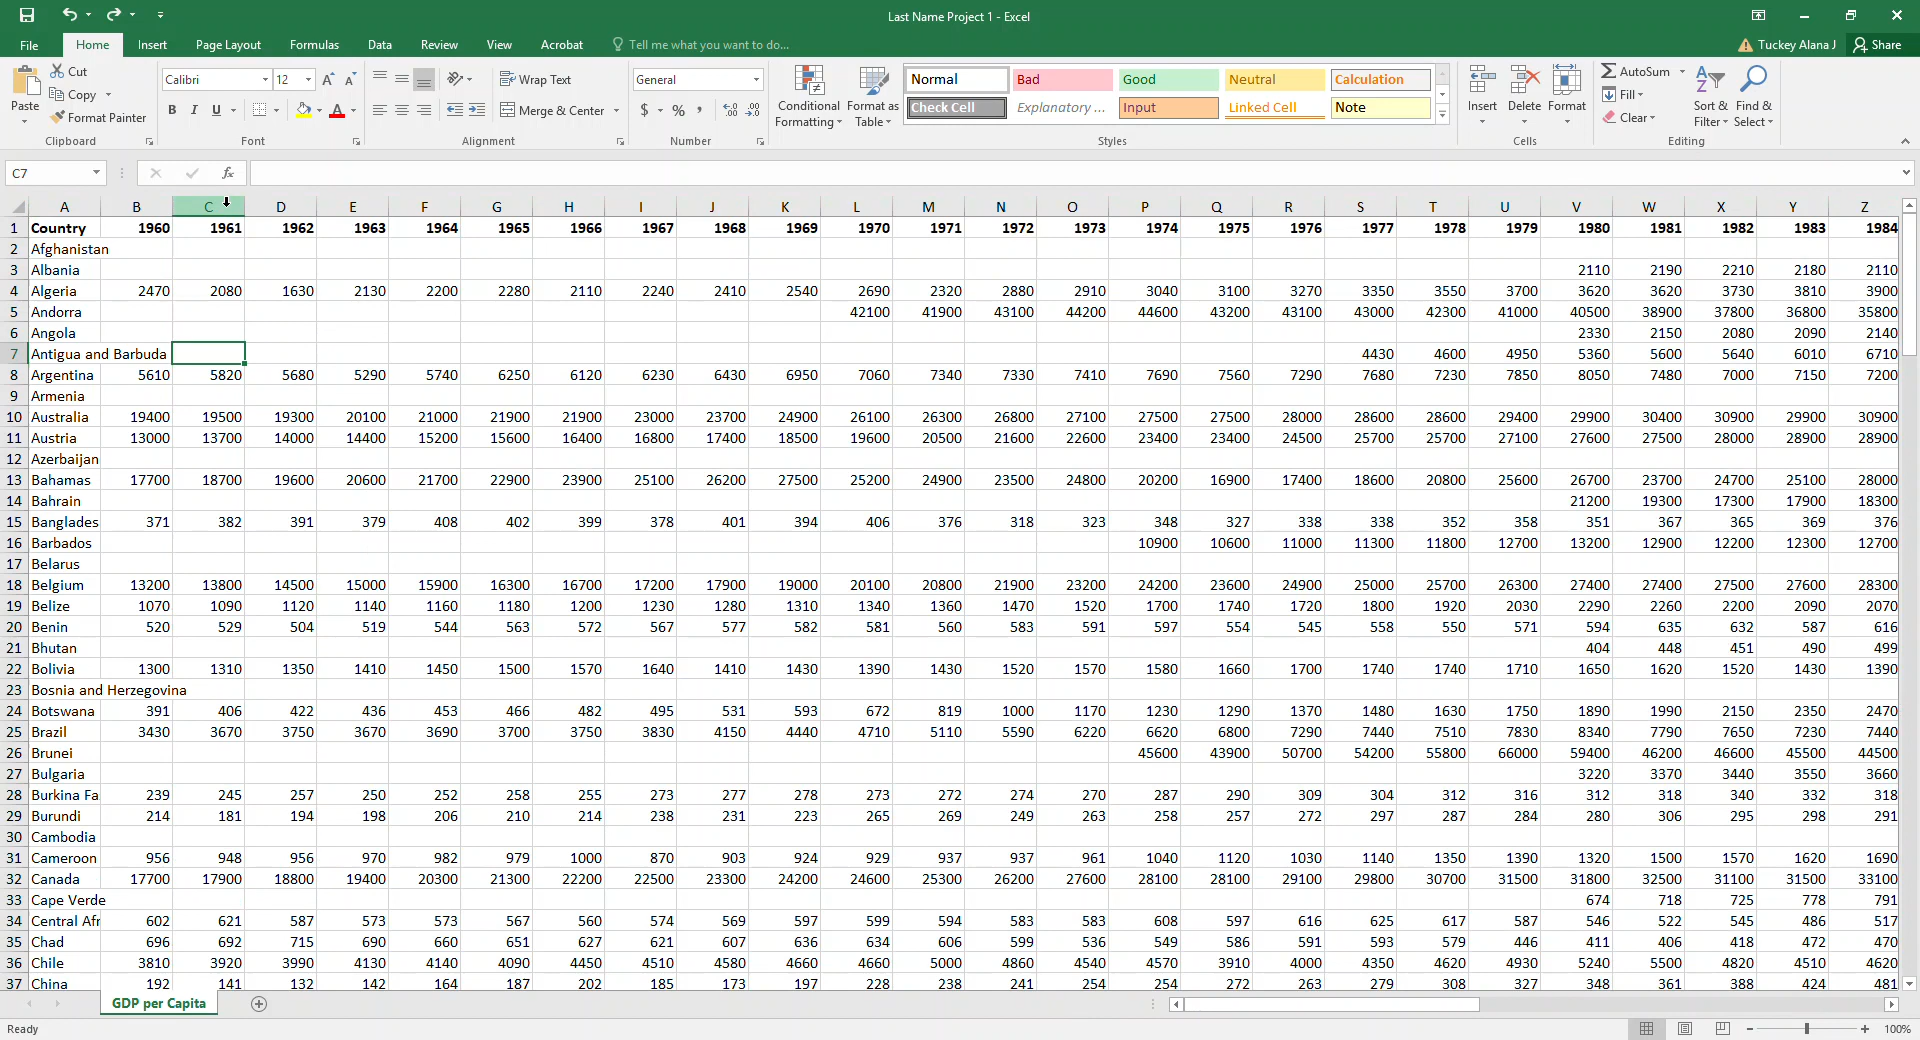 Last Name Project 1 - Excel
File Home Insert Page Layout Formulas Data Review View Acrobat Tell me what you want to do... Tuckey Alana J Share
Paste Cut Copy Format Painter Clipboard
Calibri 12 B I U A Font
Wrap Text Merge & Center Alignment
General $ % , Number
Conditional Formatting Format as Table
Normal Bad Good Neutral Calculation
Check Cell Explanatory ... Input Linked Cell Note
Styles
Insert Delete Format Cells
AutoSum Fill Clear Sort & Filter Find & Select Editing
C7 fx
A B C D E F G H I J K L M N O P Q R S T U V W X Y Z
1 Country 1960 1961 1962 1963 1964 1965 1966 1967 1968 1969 1970 1971 1972 1973 1974 1975 1976 1977 1978 1979 1980 1981 1982 1983 1984
2 Afghanistan
3 Albania 2110 2190 2210 2180 2110
4 Algeria 2470 2080 1630 2130 2200 2280 2110 2240 2410 2540 2690 2320 2880 2910 3040 3100 3270 3350 3550 3700 3620 3620 3730 3810 3900
5 Andorra 42100 41900 43100 44200 44600 43200 43100 43000 42300 41000 40500 38900 37800 36800 35800
6 Angola 2330 2150 2080 2090 2140
7 Antigua and Barbuda 4430 4600 4950 5360 5600 5640 6010 6710
8 Argentina 5610 5820 5680 5290 5740 6250 6120 6230 6430 6950 7060 7340 7330 7410 7690 7560 7290 7680 7230 7850 8050 7480 7000 7150 7200
9 Armenia
10 Australia 19400 19500 19300 20100 21000 21900 21900 23000 23700 24900 26100 26300 26800 27100 27500 27500 28000 28600 28600 29400 29900 30400 30900 29900 30900
11 Austria 13000 13700 14000 14400 15200 15600 16400 16800 17400 18500 19600 20500 21600 22600 23400 23400 24500 25700 25700 27100 27600 27500 28000 28900 28900
12 Azerbaijan
13 Bahamas 17700 18700 19600 20600 21700 22900 23900 25100 26200 27500 25200 24900 23500 24800 20200 16900 17400 18600 20800 25600 26700 23700 24700 25100 28000
14 Bahrain 21200 19300 17300 17900 18300
15 Banglades 371 382 391 379 408 402 399 378 401 394 406 376 318 323 348 327 338 338 352 358 351 367 365 369 376
16 Barbados 10900 10600 11000 11300 11800 12700 13200 12900 12200 12300 12700
17 Belarus
18 Belgium 13200 13800 14500 15000 15900 16300 16700 17200 17900 19000 20100 20800 21900 23200 24200 23600 24900 25000 25700 26300 27400 27400 27500 27600 28300
19 Belize 1070 1090 1120 1140 1160 1180 1200 1230 1280 1310 1340 1360 1470 1520 1700 1740 1720 1800 1920 2030 2290 2260 2200 2090 2070
20 Benin 520 529 504 519 544 563 572 567 577 582 581 560 583 591 597 554 545 558 550 571 594 635 632 587 616
21 Bhutan 404 448 451 490 499
22 Bolivia 1300 1310 1350 1410 1450 1500 1570 1640 1410 1430 1390 1430 1520 1570 1580 1660 1700 1740 1740 1710 1650 1620 1520 1430 1390
23 Bosnia and Herzegovina
24 Botswana 391 406 422 436 453 466 482 495 531 593 672 819 1000 1170 1230 1290 1370 1480 1630 1750 1890 1990 2150 2350 2470
25 Brazil 3430 3670 3750 3670 3690 3700 3750 3830 4150 4440 4710 5110 5590 6220 6620 6800 7290 7440 7510 7830 8340 7790 7650 7230 7440
26 Brunei 45600 43900 50700 54200 55800 66000 59400 46200 46600 45500 44500
27 Bulgaria 3220 3370 3440 3550 3660
28 Burkina Fa 239 245 257 250 252 258 255 273 277 278 273 272 274 270 287 290 309 304 312 316 312 318 340 332 318
29 Burundi 214 181 194 198 206 210 214 238 231 223 265 269 249 263 258 257 272 297 287 284 280 306 295 298 291
30 Cambodia
31 Cameroon 956 948 956 970 982 979 1000 870 903 924 929 937 937 961 1040 1120 1030 1140 1350 1390 1320 1500 1570 1620 1690
32 Canada 17700 17900 18800 19400 20300 21300 22200 22500 23300 24200 24600 25300 26200 27600 28100 28100 29100 29800 30700 31500 31800 32500 31100 31500 33100
33 Cape Verde 674 718 725 778 791
34 Central Afr 602 621 587 573 573 567 560 574 569 597 599 594 583 583 608 597 616 625 617 587 546 522 545 486 517
35 Chad 696 692 715 690 660 651 627 621 607 636 634 606 599 536 549 586 591 593 579 446 411 406 418 472 470
36 Chile 3810 3920 3990 4130 4140 4090 4450 4510 4580 4660 4660 5000 4860 4540 4570 3910 4000 4350 4620 4930 5240 5500 4820 4510 4620
37 China 192 141 132 142 164 187 202 185 173 197 228 238 241 254 254 272 263 279 308 327 348 361 388 424 481
GDP per Capita
Ready 100%